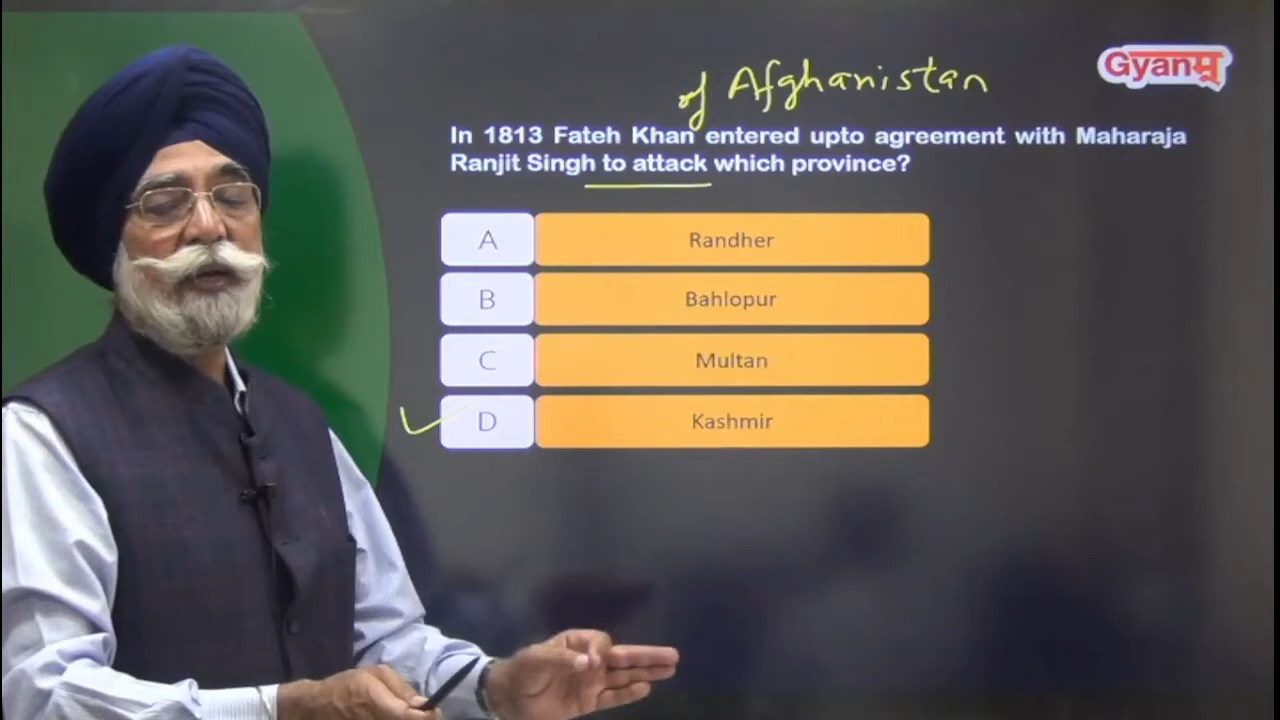 Gyanम्
of Afghanistan
In 1813 Fateh Khan entered upto agreement with Maharaja
Ranjit Singh to attack which province?
A Randher
B Bahlopur
C Multan
D Kashmir